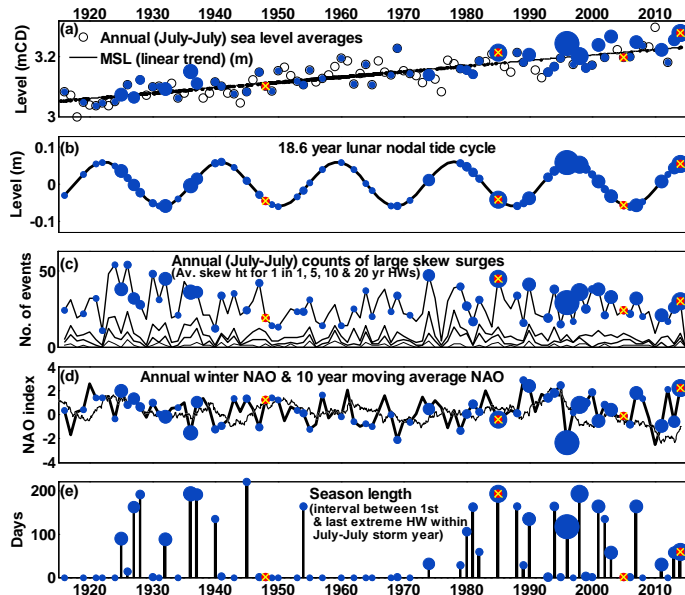 1920 1930 1940 1950 1960 1970 1980 1990 2000 2010
(a)
Annual (July-July) sea level averages
MSL (linear trend) (m)
Level (mCD)
3.2
3
(b)
18.6 year lunar nodal tide cycle
Level (m)
0.1
0
-0.1
(c)
Annual (July-July) counts of large skew surges
(Av. skew ht for 1 in 1, 5, 10 & 20 yr HWs)
No. of events
50
0
(d)
Annual winter NAO & 10 year moving average NAO
NAO index
4
2
0
-2
-4
(e)
Season length
(interval between 1st
& last extreme HW within
July-July storm year)
Days
200
100
0
1920 1930 1940 1950 1960 1970 1980 1990 2000 2010